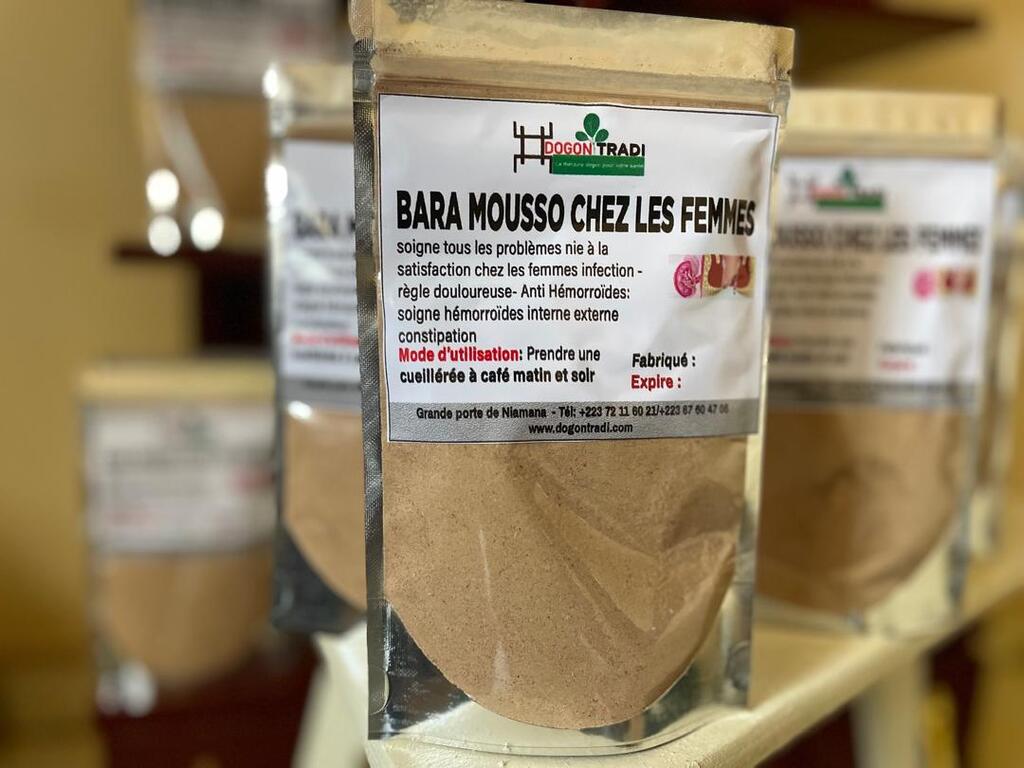 DOGON TRADI
BARA MOUSSO CHEZ LES FEMMES
soigne tous les problèmes nie à la
satisfaction chez les femmes infection -
règle douloureuse- Anti Hémorroïdes:
soigne hémorroïdes interne externe
constipation
Mode d'utilisation: Prendre une
cueillérée à café matin et soir
Fabriqué :
Expire :
Grande porte de Niamana - Tél: +223 72 11 60 21/+223 67 60 47 06
www.dogontradi.com